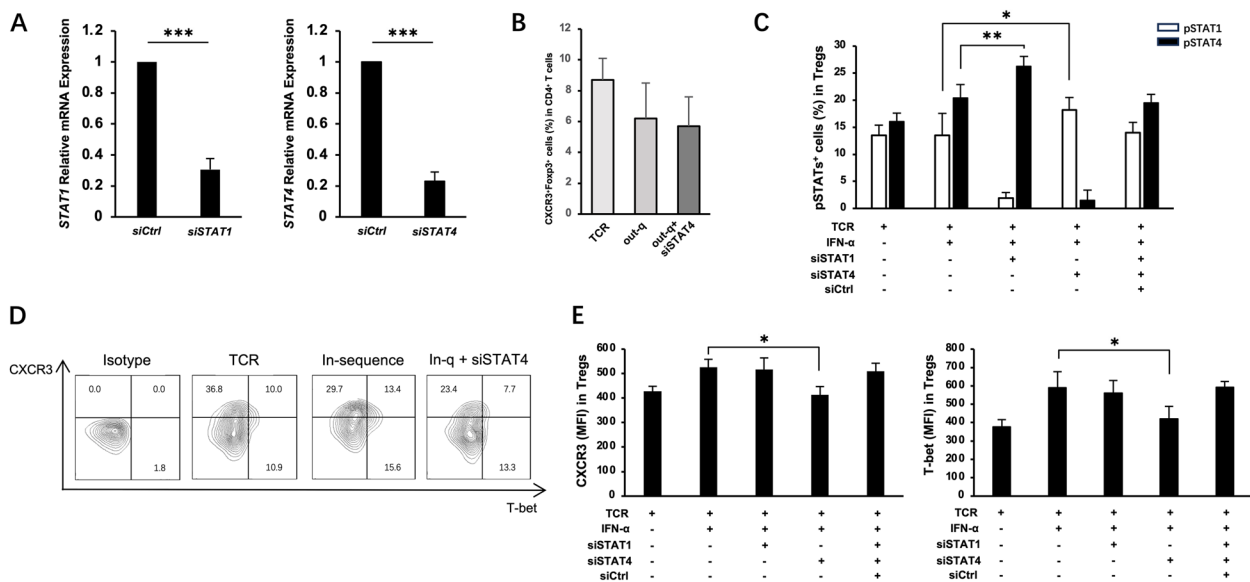 A
STAT1 Relative mRNA Expression
1.2
1
0.8
0.6
0.4
0.2
0
***
siCtrl siSTAT1
STAT4 Relative mRNA Expression
1.2
1
0.8
0.6
0.4
0.2
0
***
siCtrl siSTAT4
B
CXCR3⁺Foxp3⁺ cells (%) in CD4⁺ T cells
12
10
8
6
4
2
0
TCR
out-q
out-q+
siSTAT4
C
pSTAT1
pSTAT4
pSTATs⁺ cells (%) in Tregs
30
25
20
15
10
5
0
*
**
TCR + + + + +
IFN-α - + + + +
siSTAT1 - - + - +
siSTAT4 - - - + +
siCtrl - - - - +
D
CXCR3
Isotype TCR In-sequence In-q + siSTAT4
0.0 0.0 36.8 10.0 29.7 13.4 23.4 7.7
1.8 10.9 15.6 13.3
T-bet
E
CXCR3 (MFI) in Tregs
600
500
400
300
200
100
0
*
TCR + + + + +
IFN-α - + + + +
siSTAT1 - - + - +
siSTAT4 - - - + +
siCtrl - - - - +
T-bet (MFI) in Tregs
900
800
700
600
500
400
300
200
100
0
*
TCR + + + + +
IFN-α - + + + +
siSTAT1 - - + - +
siSTAT4 - - - + +
siCtrl - - - - +